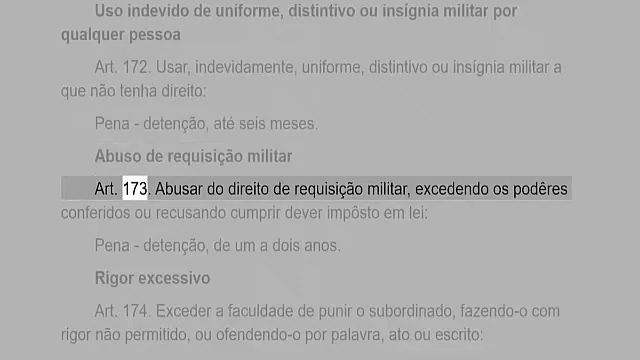 Uso indevido de uniforme, distintivo ou insígnia militar por
qualquer pessoa
Art. 172. Usar, indevidamente, uniforme, distintivo ou insígnia militar a
que não tenha direito:
Pena - detenção, até seis meses.
Abuso de requisição militar
Art. 173. Abusar do direito de requisição militar, excedendo os podêres
conferidos ou recusando cumprir dever impôsto em lei:
Pena - detenção, de um a dois anos.
Rigor excessivo
Art. 174. Exceder a faculdade de punir o subordinado, fazendo-o com
rigor não permitido, ou ofendendo-o por palavra, ato ou escrito: